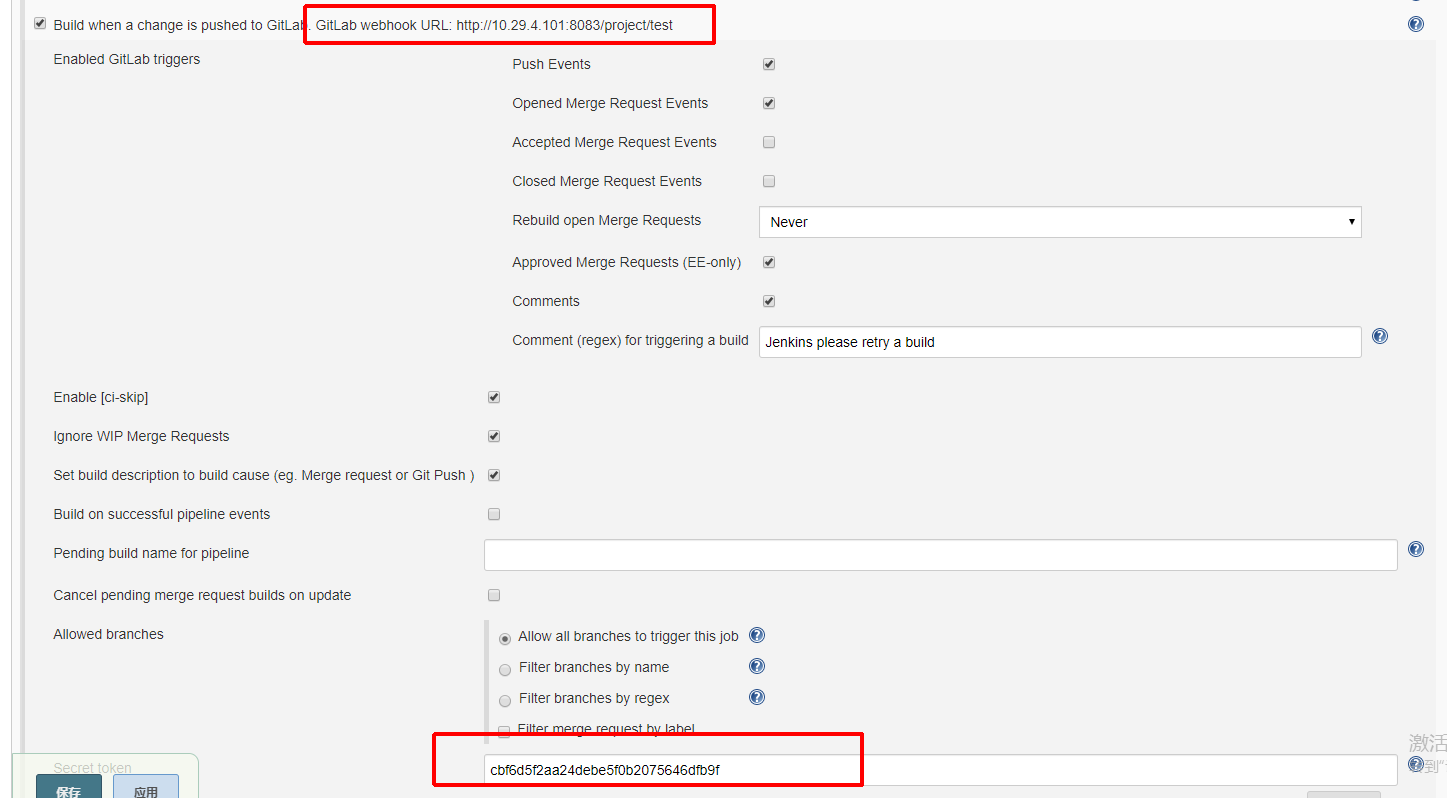 Build when a change is pushed to GitLab. GitLab webhook URL: http://10.29.4.101:8083/project/test
Enabled GitLab triggers
Push Events
Opened Merge Request Events
Accepted Merge Request Events
Closed Merge Request Events
Rebuild open Merge Requests
Never
Approved Merge Requests (EE-only)
Comments
Comment (regex) for triggering a build
Jenkins please retry a build
Enable [ci-skip]
Ignore WIP Merge Requests
Set build description to build cause (eg. Merge request or Git Push )
Build on successful pipeline events
Pending build name for pipeline
Cancel pending merge request builds on update
Allowed branches
Allow all branches to trigger this job
Filter branches by name
Filter branches by regex
Filter merge request by label
Secret token
cbf6d5f2aa24debe5f0b2075646dfb9f
保存
应用
激活
到"